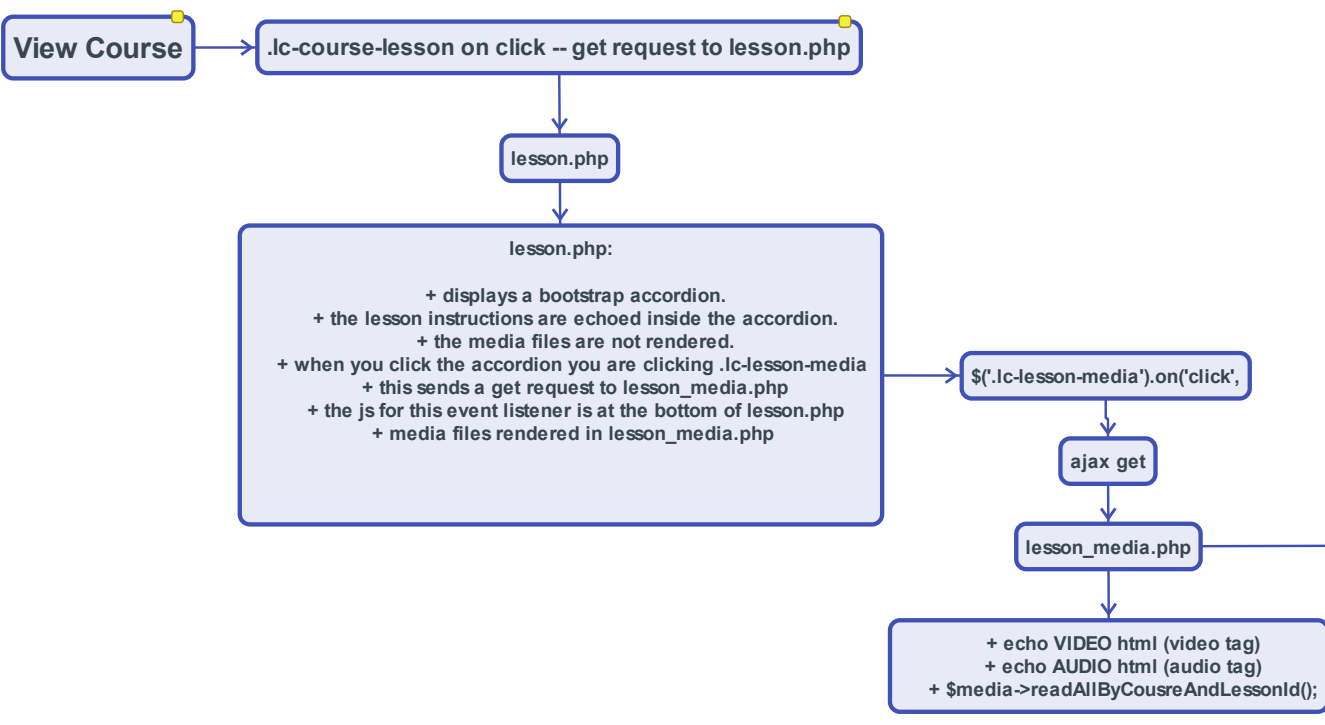 View Course
.lc-course-lesson on click -- get request to lesson.php
lesson.php
lesson.php:
+ displays a bootstrap accordion.
+ the lesson instructions are echoed inside the accordion.
+ the media files are not rendered.
+ when you click the accordion you are clicking .lc-lesson-media
+ this sends a get request to lesson_media.php
+ the js for this event listener is at the bottom of lesson.php
+ media files rendered in lesson_media.php
$('.lc-lesson-media').on('click',
ajax get
lesson_media.php
+ echo VIDEO html (video tag)
+ echo AUDIO html (audio tag)
+ $media->readAllByCousreAndLessonId();